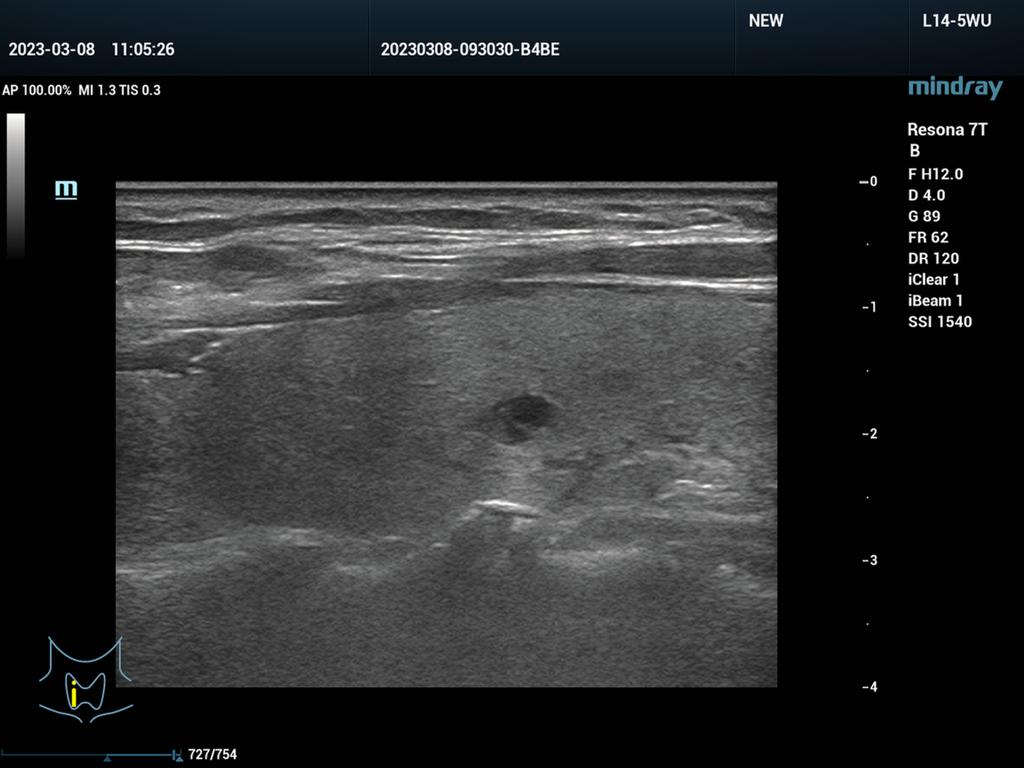 NEW
L14-5WU
2023-03-08 11:05:26
20230308-093030-B4BE
AP 100.00% MI 1.3 TIS 0.3
mindray
Resona 7T
B
F H12.0
D 4.0
G 89
FR 62
DR 120
iClear 1
iBeam 1
SSI 1540
m
0
-1
-2
-3
-4
727/754